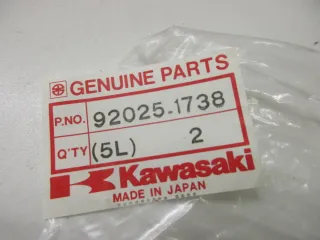 GENUINE PARTS
P.NO. 92025-1738
Q'TY (5L) 2
Kawasaki
MADE IN JAPAN